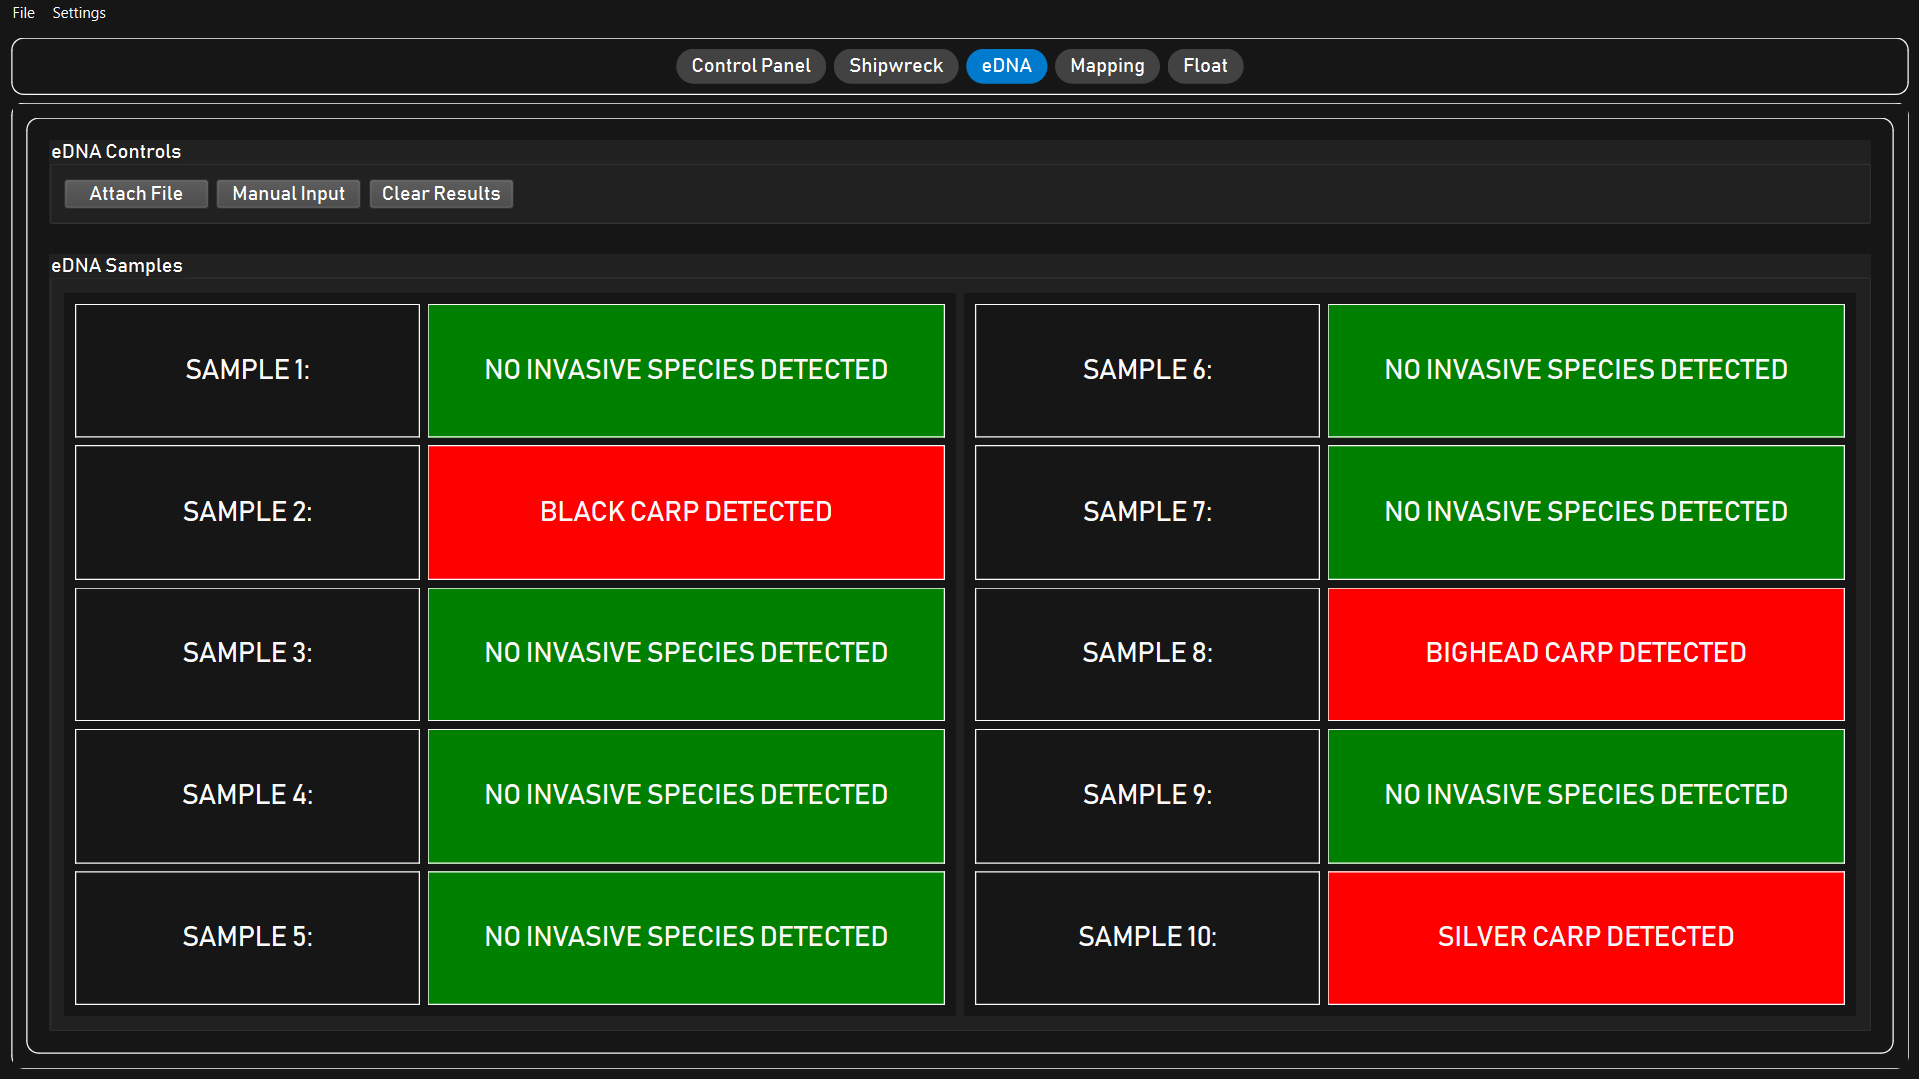 File Settings
Control Panel Shipwreck eDNA Mapping Float
eDNA Controls
Attach File Manual Input Clear Results
eDNA Samples
SAMPLE 1: NO INVASIVE SPECIES DETECTED
SAMPLE 2: BLACK CARP DETECTED
SAMPLE 3: NO INVASIVE SPECIES DETECTED
SAMPLE 4: NO INVASIVE SPECIES DETECTED
SAMPLE 5: NO INVASIVE SPECIES DETECTED
SAMPLE 6: NO INVASIVE SPECIES DETECTED
SAMPLE 7: NO INVASIVE SPECIES DETECTED
SAMPLE 8: BIGHEAD CARP DETECTED
SAMPLE 9: NO INVASIVE SPECIES DETECTED
SAMPLE 10: SILVER CARP DETECTED